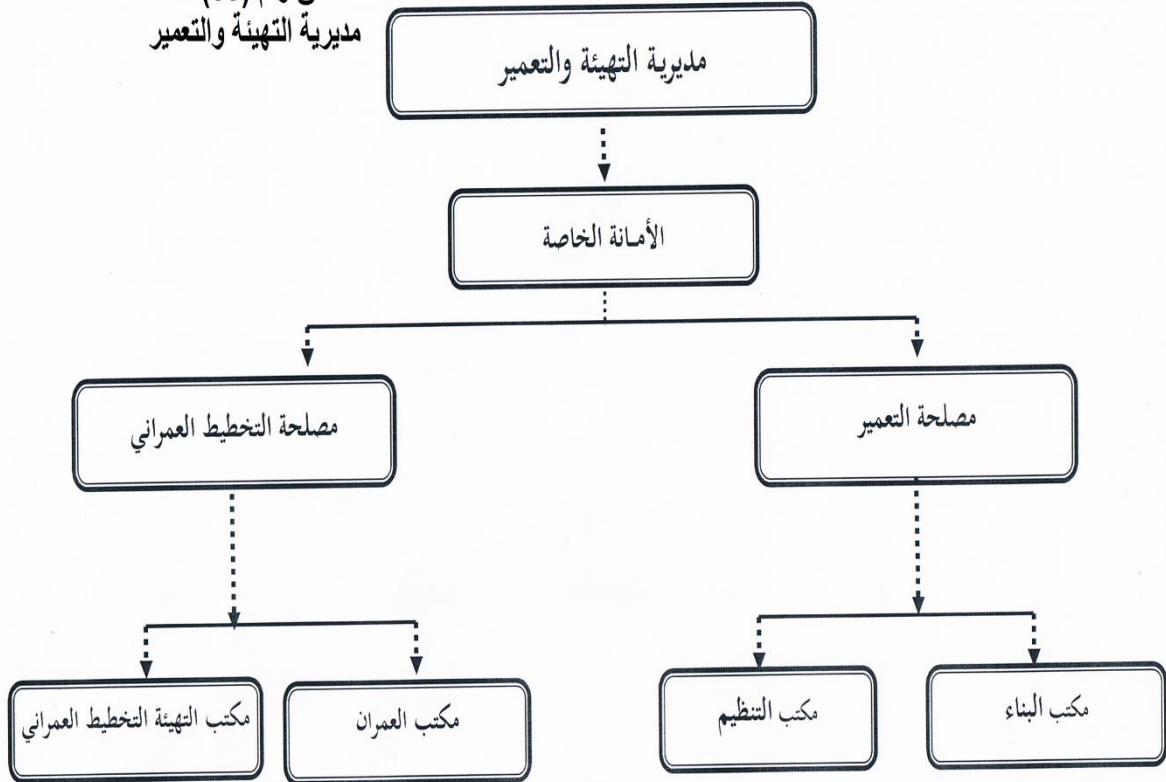 مديرية التهيئة والتعمير
مديرية التهيئة والتعمير
الأمـانة الخاصة
مصلحة التعمير
مصلحة التخطيط العمراني
مكتب البناء
مكتب التنظيم
مكتب العمران
مكتب التهيئة التخطيط العمراني